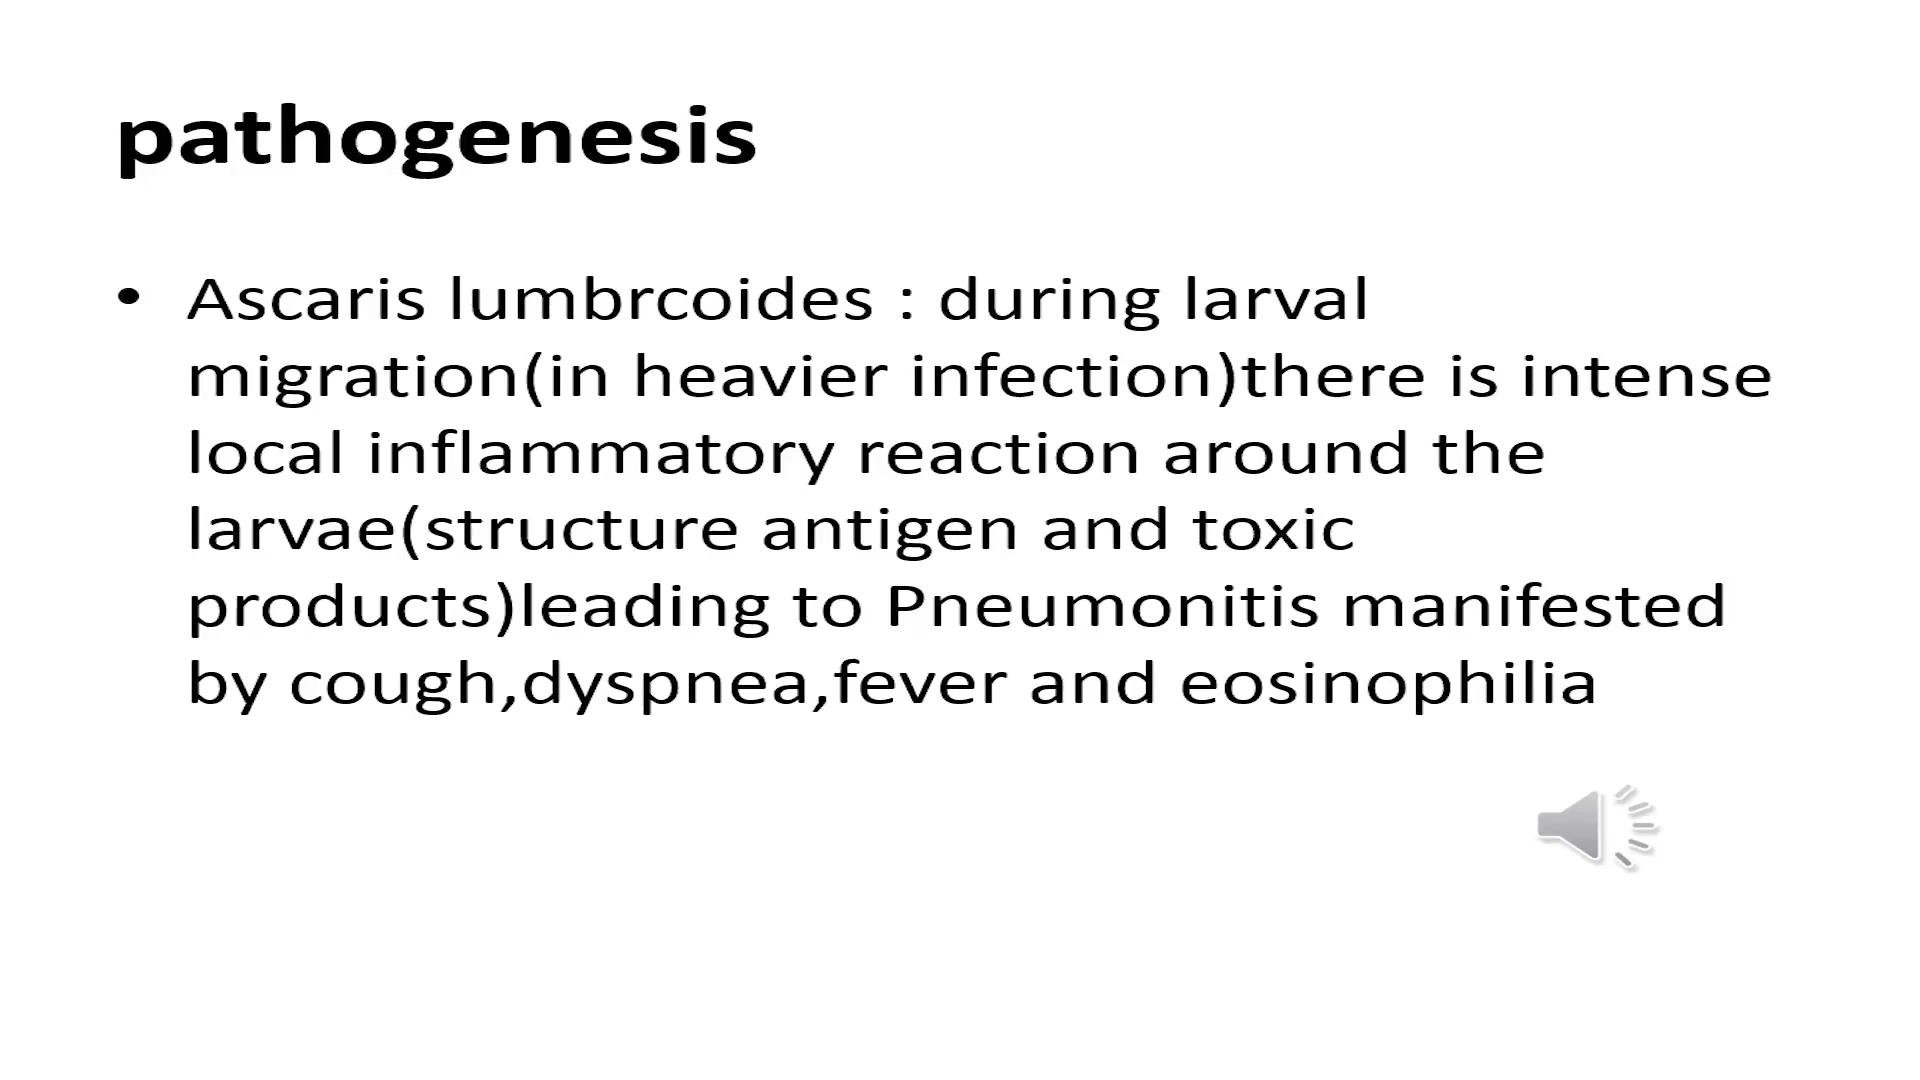 pathogenesis
• Ascaris lumbrcoides : during larval
migration(in heavier infection)there is intense
local inflammatory reaction around the
larvae(structure antigen and toxic
products)leading to Pneumonitis manifested
by cough,dyspnea,fever and eosinophilia